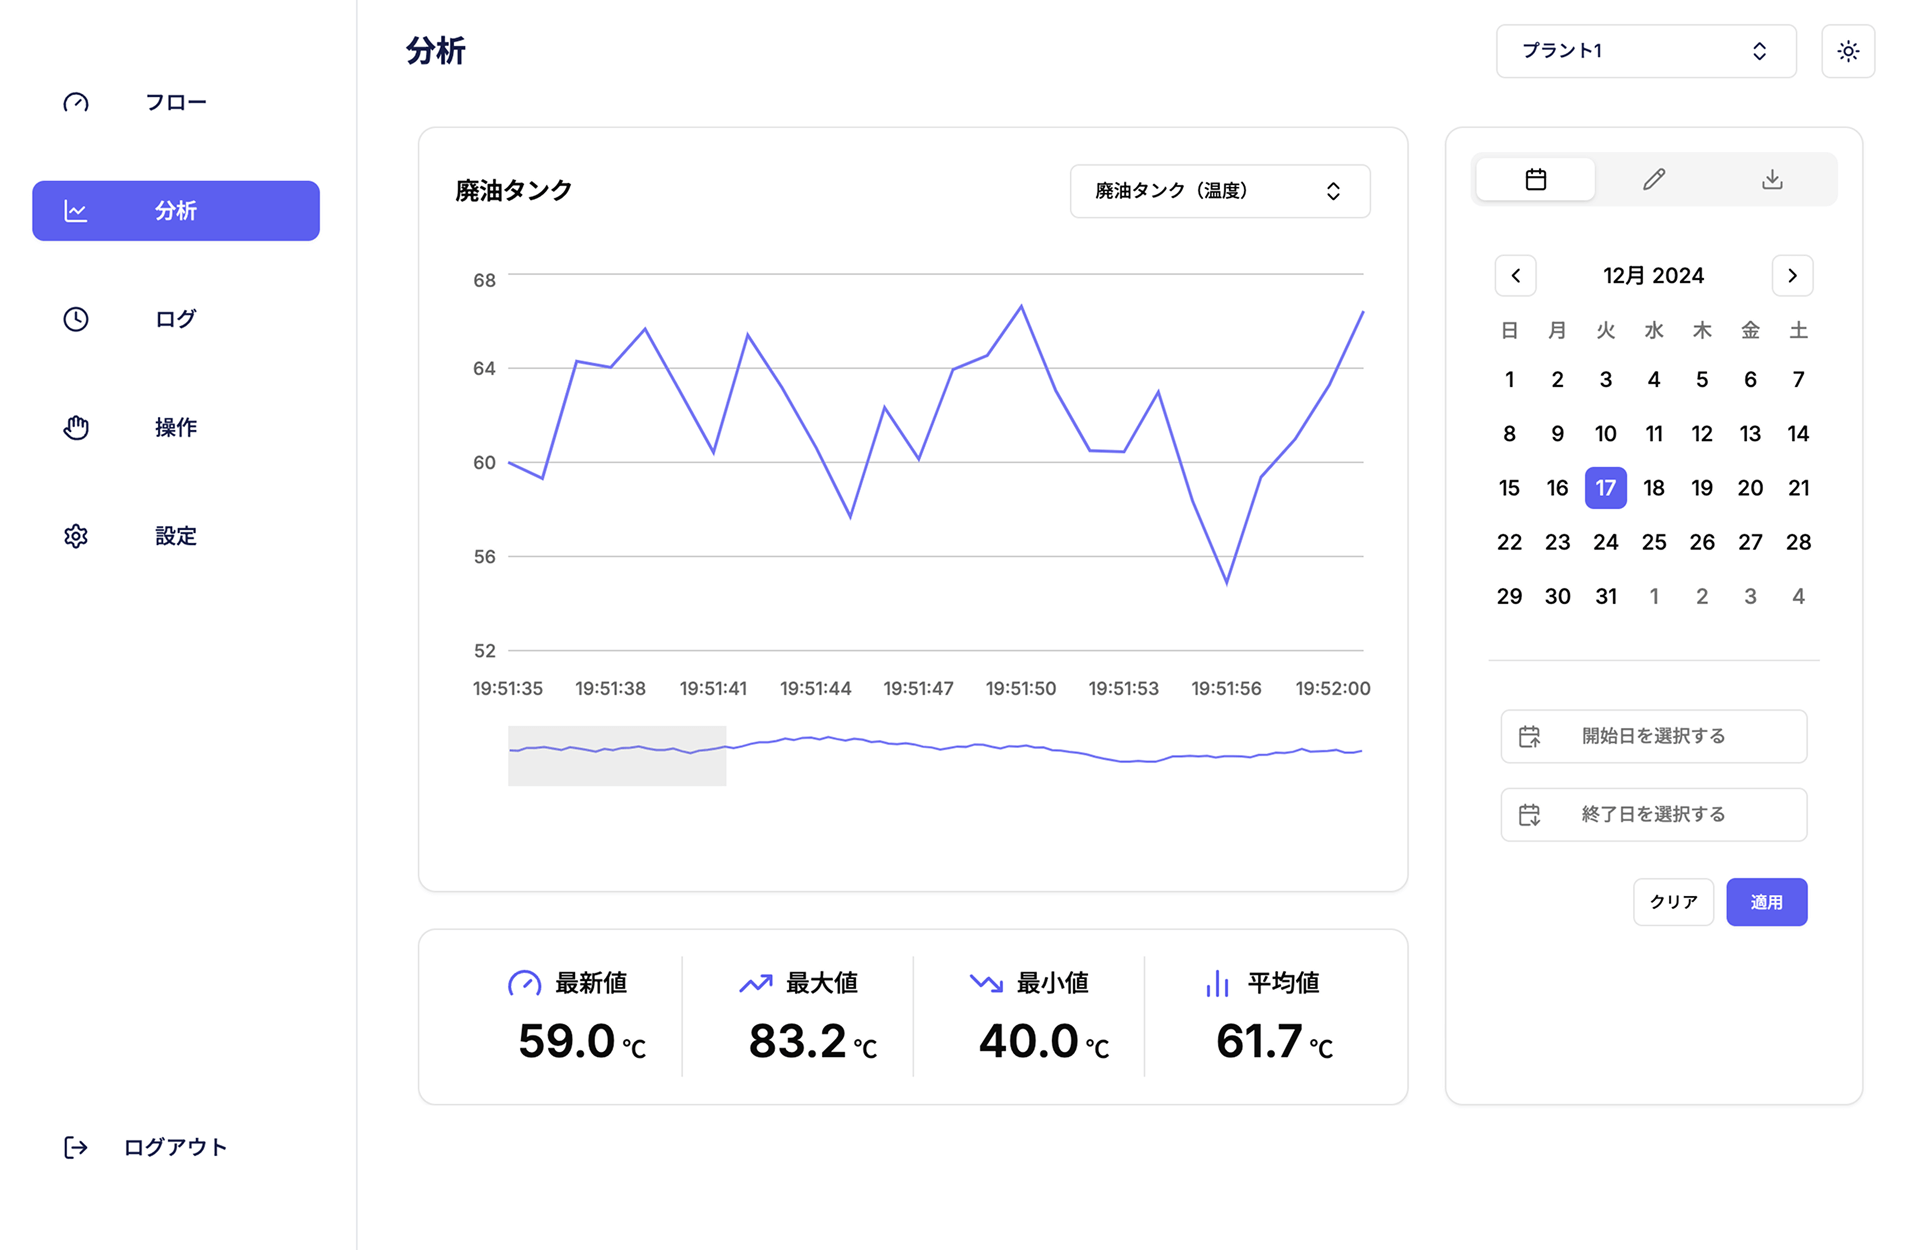 分析
プラント1
フロー
分析
ログ
操作
設定
ログアウト
廃油タンク
廃油タンク（温度）
68
64
60
56
52
19:51:35 19:51:38 19:51:41 19:51:44 19:51:47 19:51:50 19:51:53 19:51:56 19:52:00
最新値
59.0 ℃
最大値
83.2 ℃
最小値
40.0 ℃
平均値
61.7 ℃
12月 2024
日 月 火 水 木 金 土
1 2 3 4 5 6 7
8 9 10 11 12 13 14
15 16 17 18 19 20 21
22 23 24 25 26 27 28
29 30 31 1 2 3 4
開始日を選択する
終了日を選択する
クリア 適用